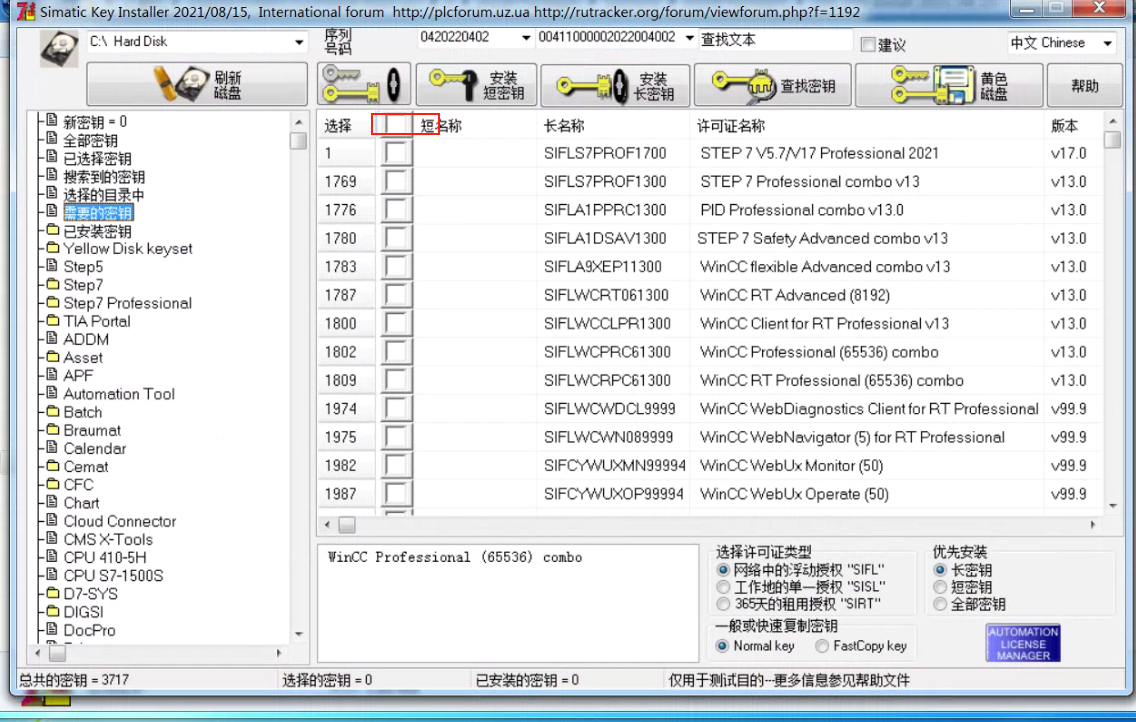 Simatic Key Installer 2021/08/15, International forum http://plcforum.uz.ua http://rutracker.org/forum/viewforum.php?f=1192
C:\ Hard Disk
序列
号码
0420220402
00411000002022004002
查找文本
建议
中文 Chinese
刷新
磁盘
安装
短密钥
安装
长密钥
查找密钥
黄色
磁盘
帮助
新密钥 = 0
全部密钥
已选择密钥
搜索到的密钥
选择的目录中
需要的密钥
已安装密钥
Yellow Disk keyset
Step5
Step7
Step7 Professional
TIA Portal
ADDM
Asset
APF
Automation Tool
Batch
Braumat
Calendar
Cemat
CFC
Chart
Cloud Connector
CMS X-Tools
CPU 410-5H
CPU S7-1500S
D7-SYS
DIGSI
DocPro
选择 短名称 长名称 许可证名称 版本
1 SIFLS7PROF1700 STEP 7 V5.7/V17 Professional 2021 v17.0
1769 SIFLS7PROF1300 STEP 7 Professional combo v13 v13.0
1776 SIFLA1PPRC1300 PID Professional combo v13.0 v13.0
1780 SIFLA1DSAV1300 STEP 7 Safety Advanced combo v13 v13.0
1783 SIFLA9XEP11300 WinCC flexible Advanced combo v13 v13.0
1787 SIFLWCRT061300 WinCC RT Advanced (8192) v13.0
1800 SIFLWCCLPR1300 WinCC Client for RT Professional v13 v13.0
1802 SIFLWCPRC61300 WinCC Professional (65536) combo v13.0
1809 SIFLWCRPC61300 WinCC RT Professional (65536) combo v13.0
1974 SIFLWCWDCL9999 WinCC WebDiagnostics Client for RT Professional v99.9
1975 SIFLWCWN089999 WinCC WebNavigator (5) for RT Professional v99.9
1982 SIFCYWUXMN99994 WinCC WebUx Monitor (50) v99.9
1987 SIFCYWUXOP99994 WinCC WebUx Operate (50) v99.9
WinCC Professional (65536) combo
选择许可证类型
网络中的浮动授权 "SIFL"
工作地的单一授权 "SISL"
365天的租用授权 "SIRT"
一般或快速复制密钥
Normal key
FastCopy key
优先安装
长密钥
短密钥
全部密钥
AUTOMATION
LICENSE
MANAGER
总共的密钥 = 3717
选择的密钥 = 0
已安装的密钥 = 0
仅用于测试目的--更多信息参见帮助文件